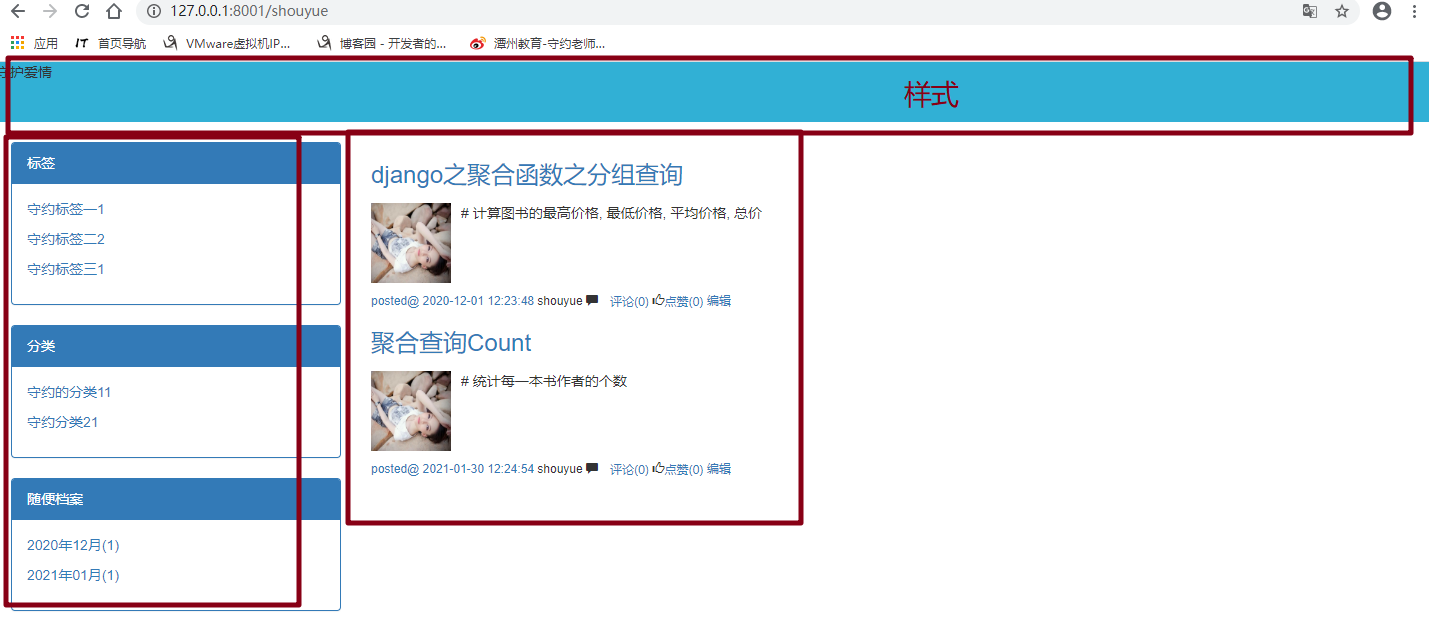 127.0.0.1:8001/shouyue
应用 IT 首页导航 VMware虚拟机IP... 博客园 - 开发者的... 潭州教育-守约老师...
守护爱情
样式
标签
守约标签一1
守约标签二2
守约标签三1
分类
守约的分类11
守约分类21
随便档案
2020年12月(1)
2021年01月(1)
django之聚合函数之分组查询
# 计算图书的最高价格, 最低价格, 平均价格, 总价
posted@ 2020-12-01 12:23:48 shouyue 评论(0) 点赞(0) 编辑
聚合查询Count
# 统计每一本书作者的个数
posted@ 2021-01-30 12:24:54 shouyue 评论(0) 点赞(0) 编辑